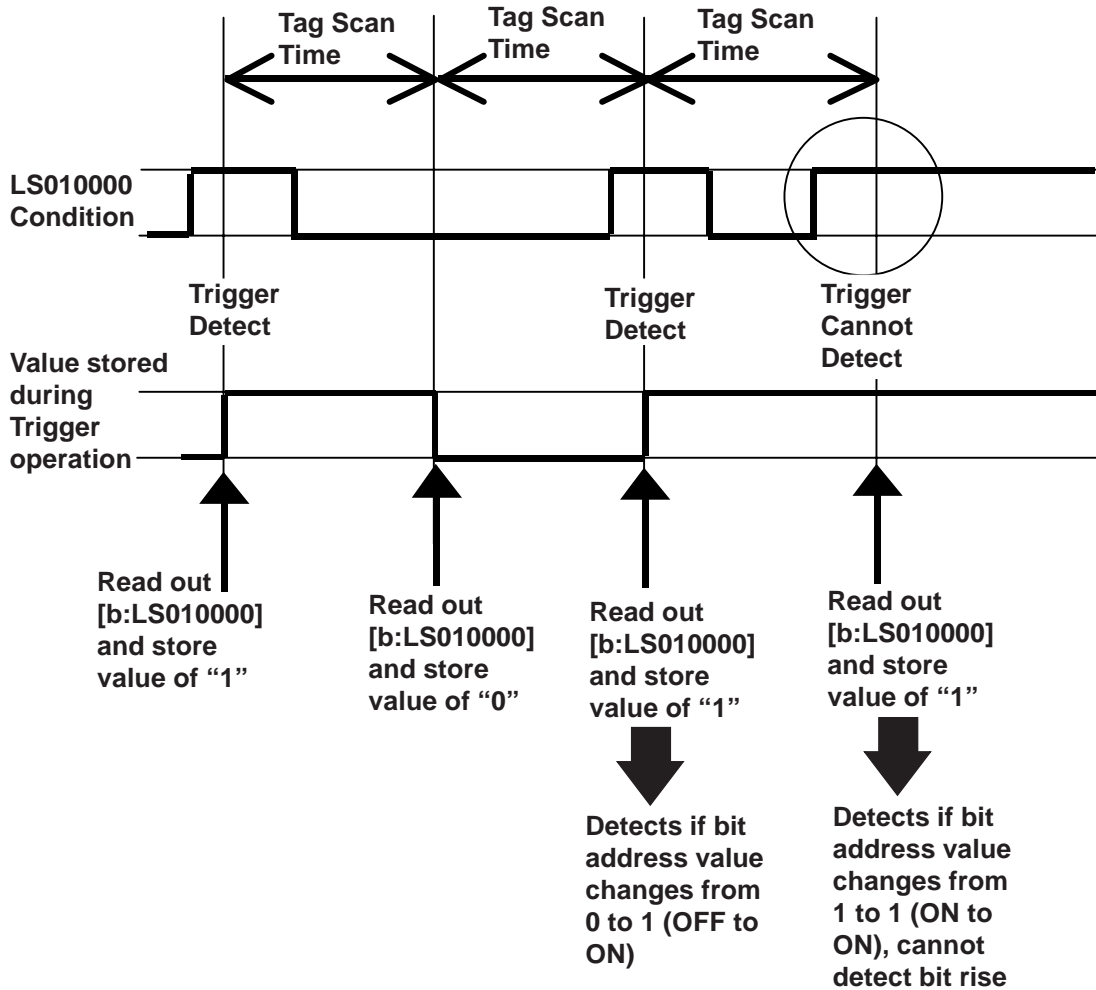 Tag Scan
Time
Tag Scan
Time
Tag Scan
Time
LS010000
Condition
Trigger
Detect
Trigger
Detect
Trigger
Cannot
Detect
Value stored
during
Trigger
operation
Read out
[b:LS010000]
and store
value of “1”
Read out
[b:LS010000]
and store
value of “0”
Read out
[b:LS010000]
and store
value of “1”
Read out
[b:LS010000]
and store
value of “1”
Detects if bit
address value
changes from
0 to 1 (OFF to
ON)
Detects if bit
address value
changes from
1 to 1 (ON to
ON), cannot
detect bit rise